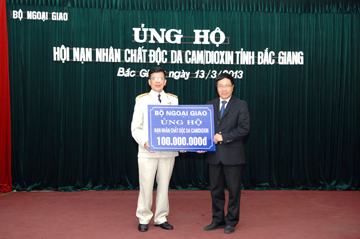 BỘ NGOẠI GIAO
ỦNG HỘ
HỘI NẠN NHÂN CHẤT ĐỘC DA CAM/DIOXIN TỈNH BẮC GIANG
Bắc Giang, ngày 13/3/2013
BỘ NGOẠI GIAO
ỦNG HỘ
NẠN NHÂN CHẤT ĐỘC DA CAM/DIOXIN
100.000.000đ